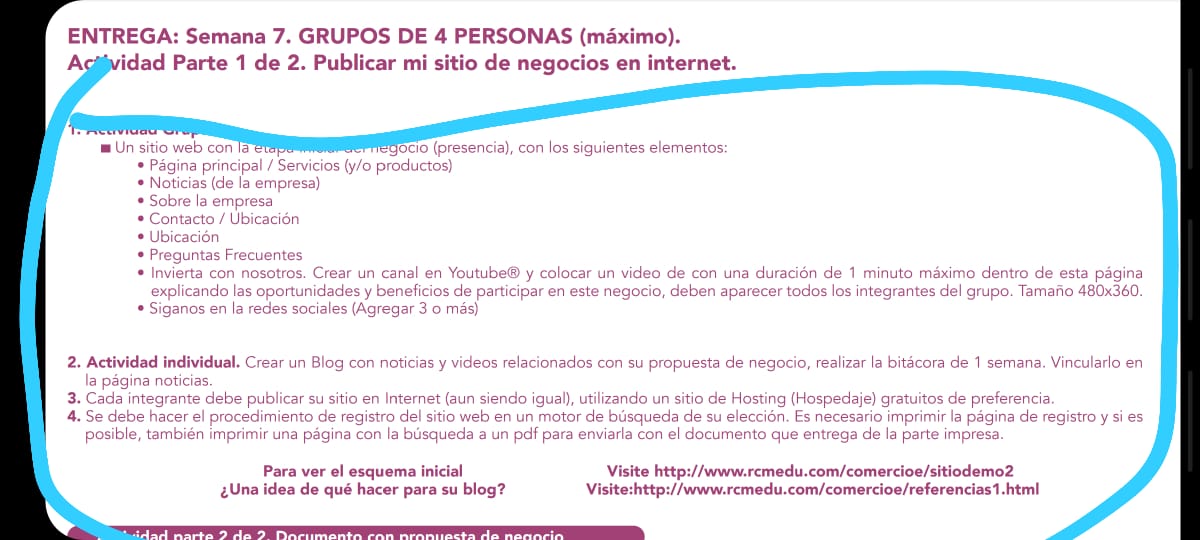 ENTREGA: Semana 7. GRUPOS DE 4 PERSONAS (máximo).
Actividad Parte 1 de 2. Publicar mi sitio de negocios en internet.
1. Actividad
■ Un sitio web con la etapa inicial del negocio (presencia), con los siguientes elementos:
• Página principal / Servicios (y/o productos)
• Noticias (de la empresa)
• Sobre la empresa
• Contacto / Ubicación
• Ubicación
• Preguntas Frecuentes
• Invierta con nosotros. Crear un canal en Youtube® y colocar un video de con una duración de 1 minuto máximo dentro de esta página
explicando las oportunidades y beneficios de participar en este negocio, deben aparecer todos los integrantes del grupo. Tamaño 480x360.
• Siganos en la redes sociales (Agregar 3 o más)
2. Actividad individual. Crear un Blog con noticias y videos relacionados con su propuesta de negocio, realizar la bitácora de 1 semana. Vincularlo en
la página noticias.
3. Cada integrante debe publicar su sitio en Internet (aun siendo igual), utilizando un sitio de Hosting (Hospedaje) gratuitos de preferencia.
4. Se debe hacer el procedimiento de registro del sitio web en un motor de búsqueda de su elección. Es necesario imprimir la página de registro y si es
posible, también imprimir una página con la búsqueda a un pdf para enviarla con el documento que entrega de la parte impresa.
Para ver el esquema inicial Visite http://www.rcmedu.com/comercioe/sitiodemo2
¿Una idea de qué hacer para su blog? Visite:http://www.rcmedu.com/comercioe/referencias1.html
parte 2 de 2. Documento con propuesta de negocio